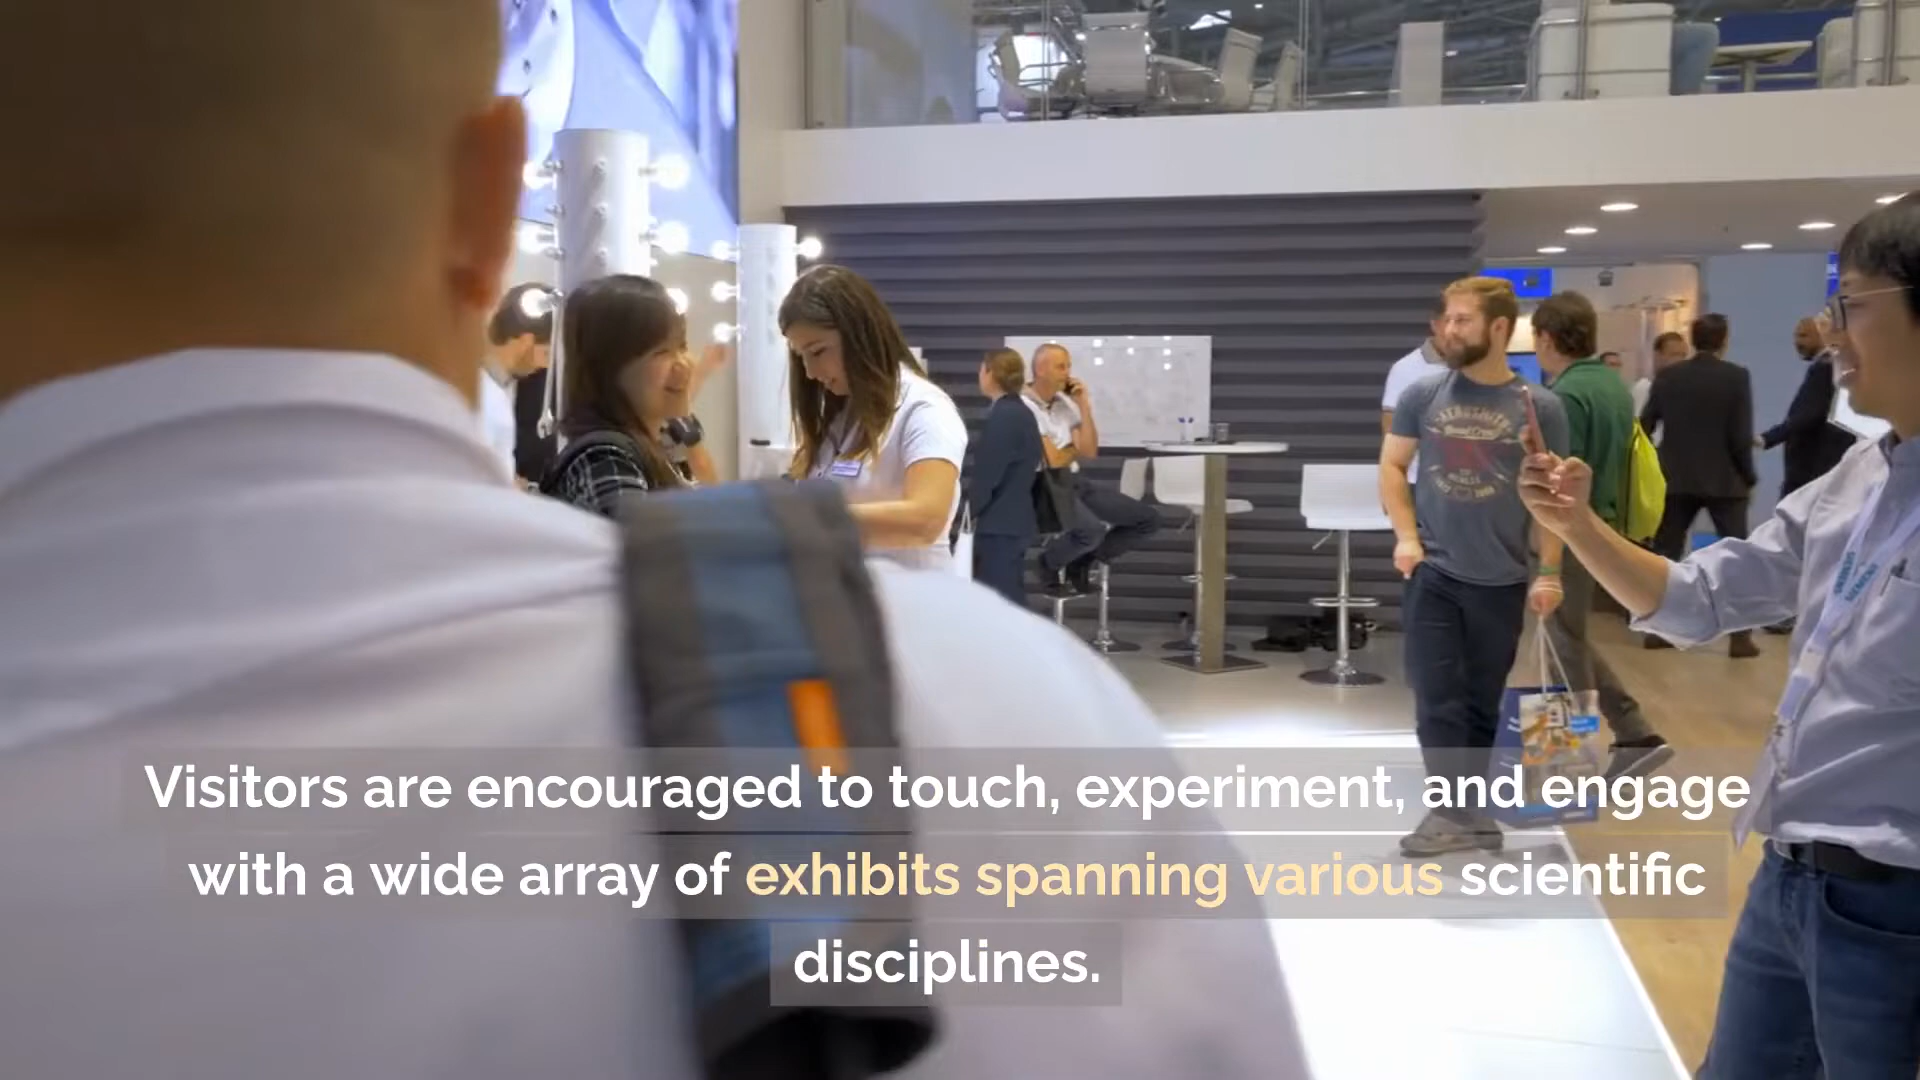 Visitors are encouraged to touch, experiment, and engage
with a wide array of exhibits spanning various scientific
disciplines.